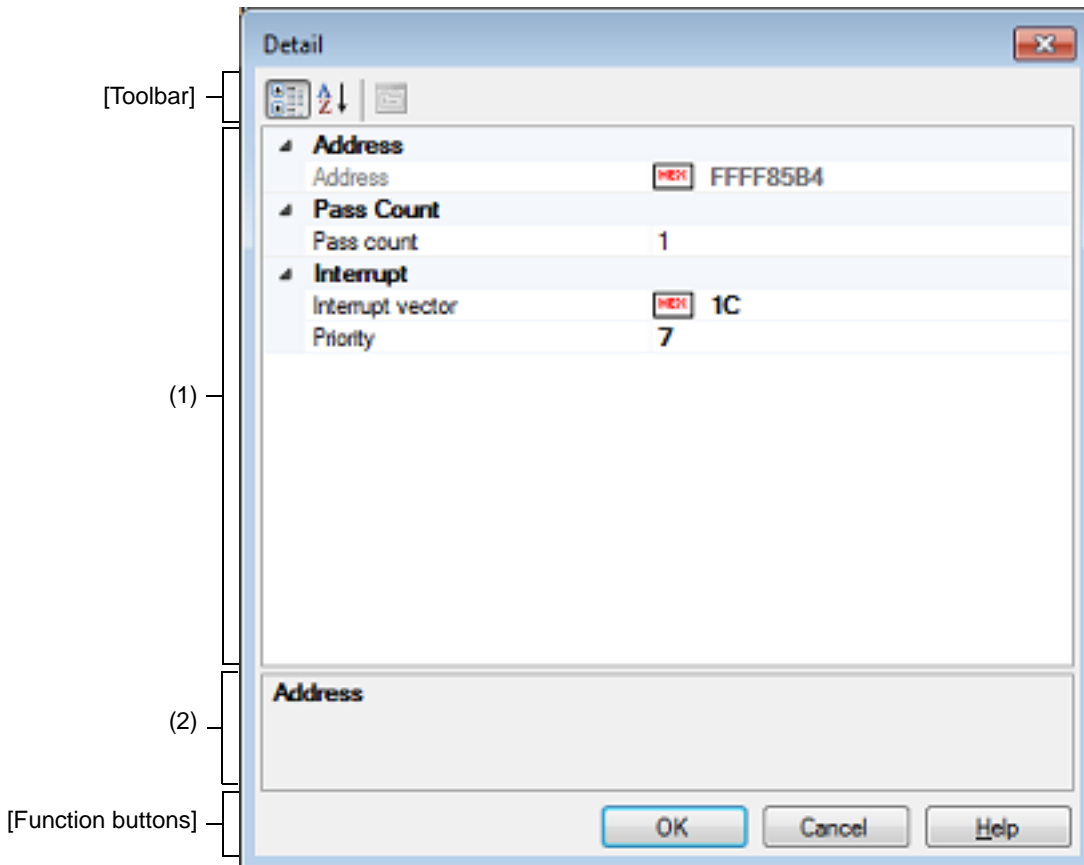 Detail
[Toolbar]
A Z
Address
Address HEX FFFF85B4
Pass Count
Pass count 1
Interrupt
Interrupt vector HEX 1C
Priority 7
(1)
Address
(2)
[Function buttons]
OK Cancel Help